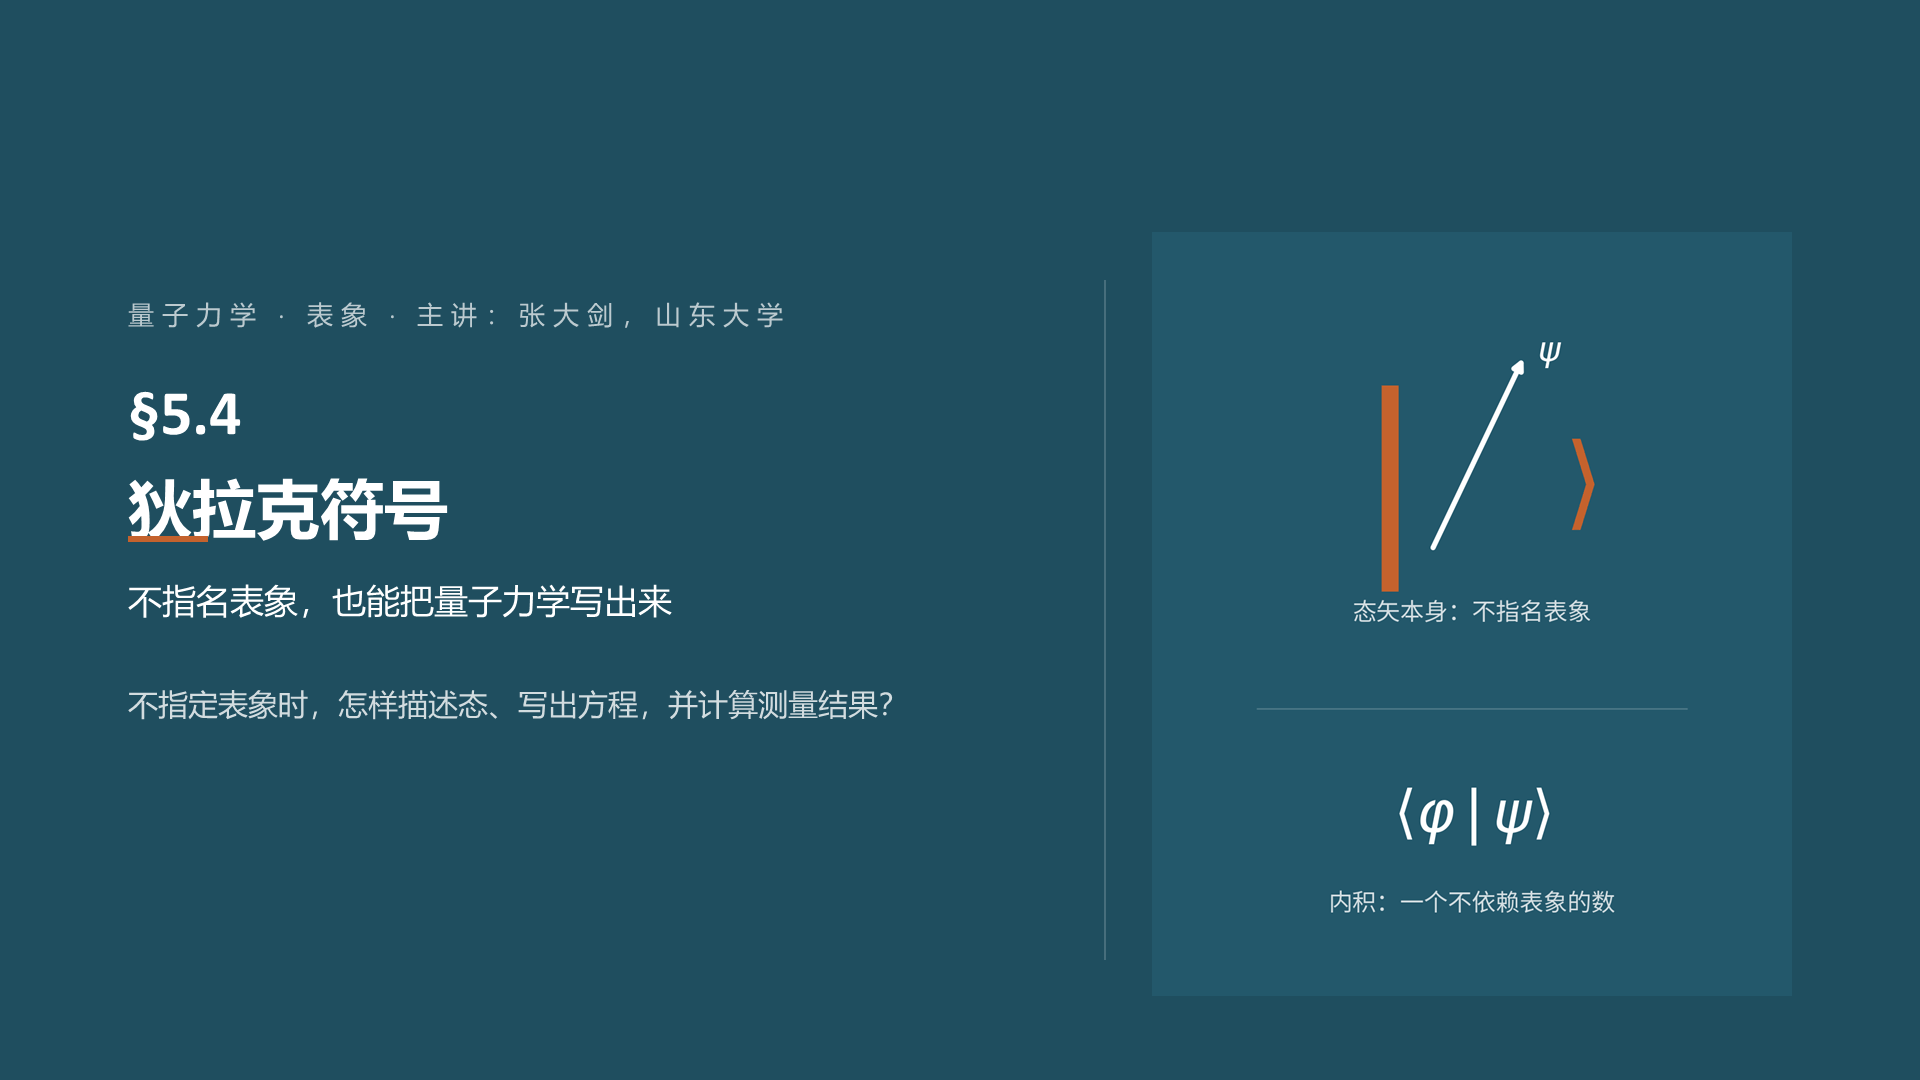 量子力学 · 表象 · 主讲：张大剑，山东大学
§5.4
狄拉克符号
不指名表象，也能把量子力学写出来
不指定表象时，怎样描述态、写出方程，并计算测量结果？
| ψ ⟩
态矢本身：不指名表象
⟨φ|ψ⟩
内积：一个不依赖表象的数